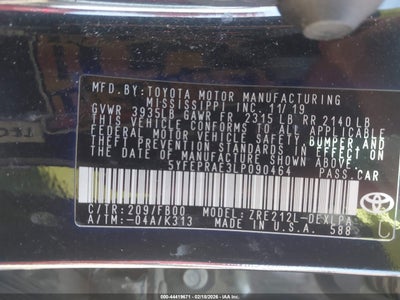 MFD.BY:TOYOTA MOTOR MANUFACTURING
MISSISSIPPI INC. 11/19
GVWR 3935LB GAWR FR 2315LB RR 2140LB
THIS VEHICLE CONFORMS TO ALL APPLICABLE
FEDERAL MOTOR VEHICLE SAFETY, BUMPER, AND
THEFT PREVENTION STANDARDS IN EFFECT ON
THE DATE OF MANUFACTURE SHOWN ABOVE.
5YFEPRAE3LP090464 PASS.CAR
C/TR:209/FB00 MODEL:ZRE212L-DEXLPA
A/TM:-04A/K313 MADE IN U.S.A. 588
TOYOTA
000-44419671 - 02/18/2026 - iaai.com